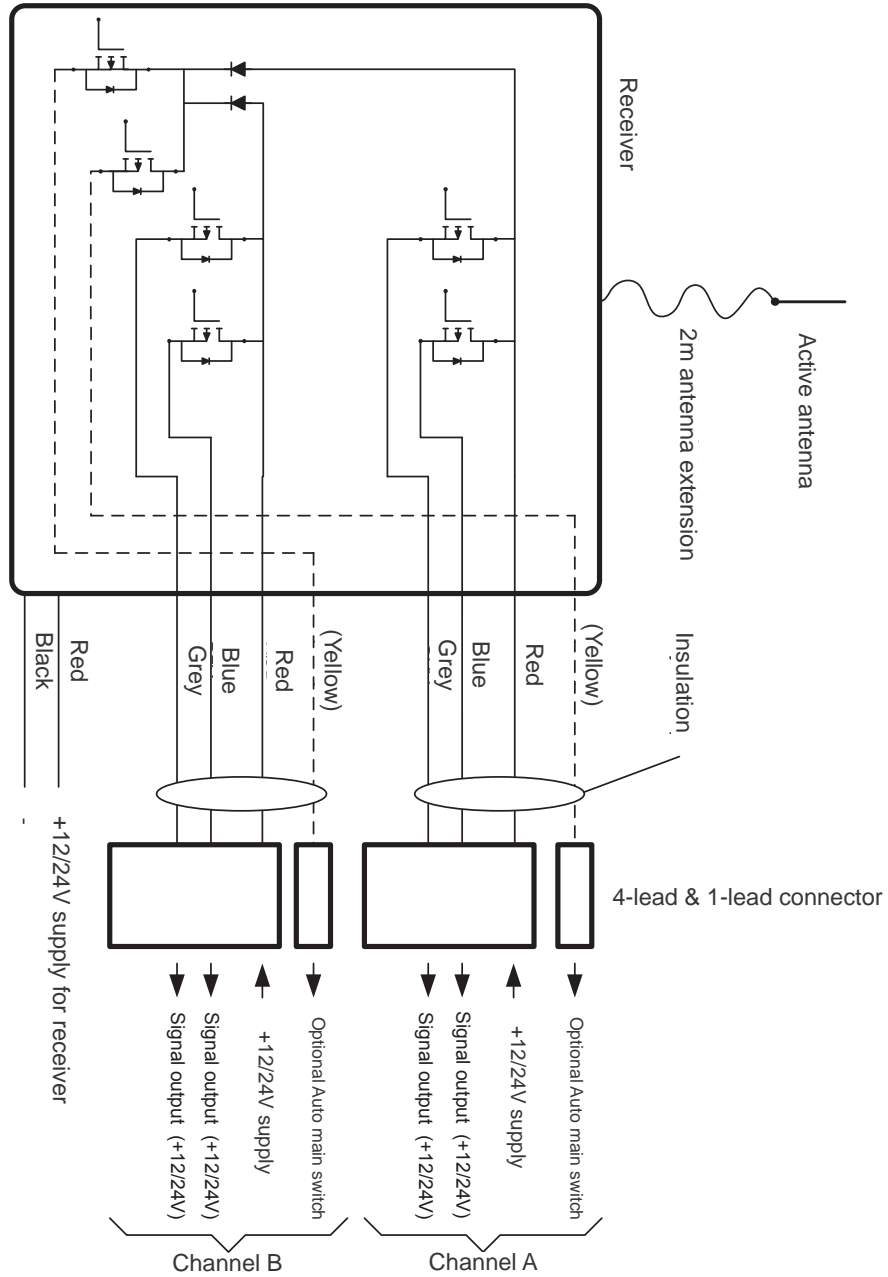 Receiver
Active antenna
2m antenna extension
Insulation
(Yellow)
Red
Blue
Grey
(Yellow)
Red
Blue
Grey
Red
Black
-
+12/24V supply for receiver
4-lead & 1-lead connector
Optional Auto main switch
+12/24V supply
Signal output (+12/24V)
Signal output (+12/24V)
Optional Auto main switch
+12/24V supply
Signal output (+12/24V)
Signal output (+12/24V)
Channel B
Channel A